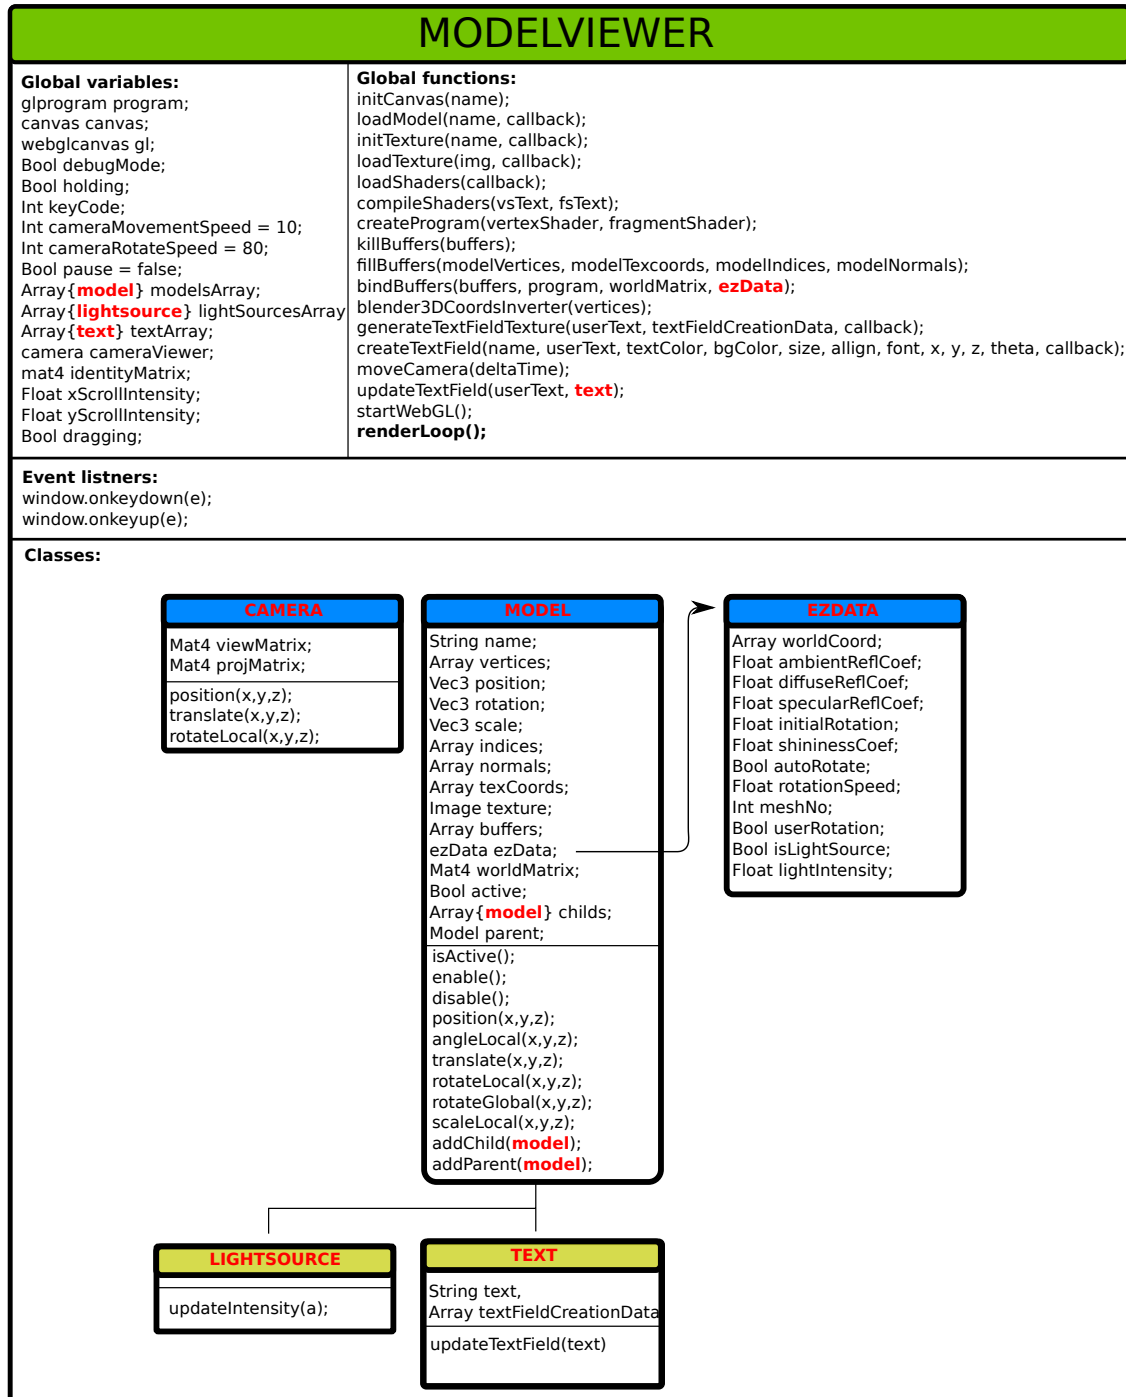 MODELVIEWER
Global variables:
glprogram program;
canvas canvas;
webglcanvas gl;
Bool debugMode;
Bool holding;
Int keyCode;
Int cameraMovementSpeed = 10;
Int cameraRotateSpeed = 80;
Bool pause = false;
Array{model} modelsArray;
Array{lightsource} lightSourcesArray
Array{text} textArray;
camera cameraViewer;
mat4 identityMatrix;
Float xScrollIntensity;
Float yScrollIntensity;
Bool dragging;
Global functions:
initCanvas(name);
loadModel(name, callback);
initTexture(name, callback);
loadTexture(img, callback);
loadShaders(callback);
compileShaders(vsText, fsText);
createProgram(vertexShader, fragmentShader);
killBuffers(buffers);
fillBuffers(modelVertices, modelTexcoords, modelIndices, modelNormals);
bindBuffers(buffers, program, worldMatrix, ezData);
blender3DCoordsInverter(vertices);
generateTextFieldTexture(userText, textFieldCreationData, callback);
createTextField(name, userText, textColor, bgColor, size, allign, font, x, y, z, theta, callback);
moveCamera(deltaTime);
updateTextField(userText, text);
startWebGL();
renderLoop();
Event listners:
window.onkeydown(e);
window.onkeyup(e);
Classes:
CAMERA
Mat4 viewMatrix;
Mat4 projMatrix;
position(x,y,z);
translate(x,y,z);
rotateLocal(x,y,z);
MODEL
String name;
Array vertices;
Vec3 position;
Vec3 rotation;
Vec3 scale;
Array indices;
Array normals;
Array texCoords;
Image texture;
Array buffers;
ezData ezData;
Mat4 worldMatrix;
Bool active;
Array{model} childs;
Model parent;
isActive();
enable();
disable();
position(x,y,z);
angleLocal(x,y,z);
translate(x,y,z);
rotateLocal(x,y,z);
rotateGlobal(x,y,z);
scaleLocal(x,y,z);
addChild(model);
addParent(model);
EZDATA
Array worldCoord;
Float ambientReflCoef;
Float diffuseReflCoef;
Float specularReflCoef;
Float initialRotation;
Float shininessCoef;
Bool autoRotate;
Float rotationSpeed;
Int meshNo;
Bool userRotation;
Bool isLightSource;
Float lightIntensity;
LIGHTSOURCE
updateIntensity(a);
TEXT
String text,
Array textFieldCreationData
updateTextField(text)